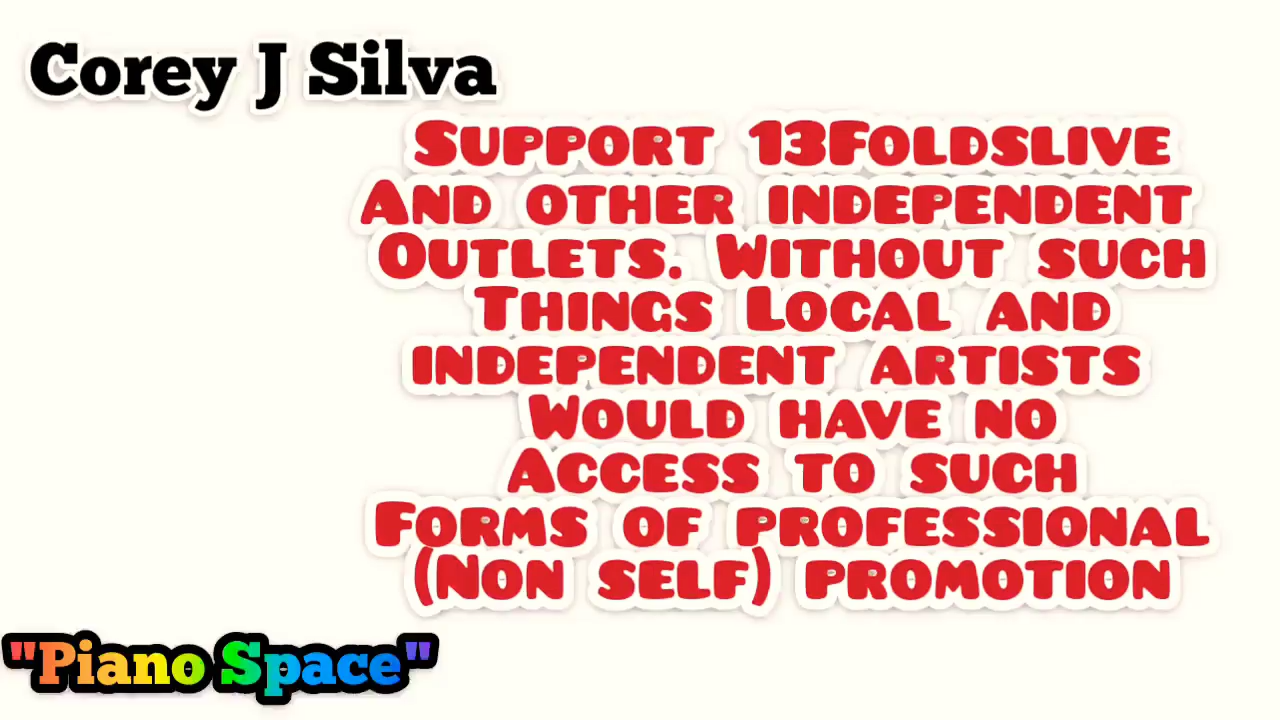 Corey J Silva
Support 13Foldslive
And other independent
Outlets. Without such
Things Local and
independent artists
Would have no
Access to such
Forms of professional
(Non self) promotion
"Piano Space"